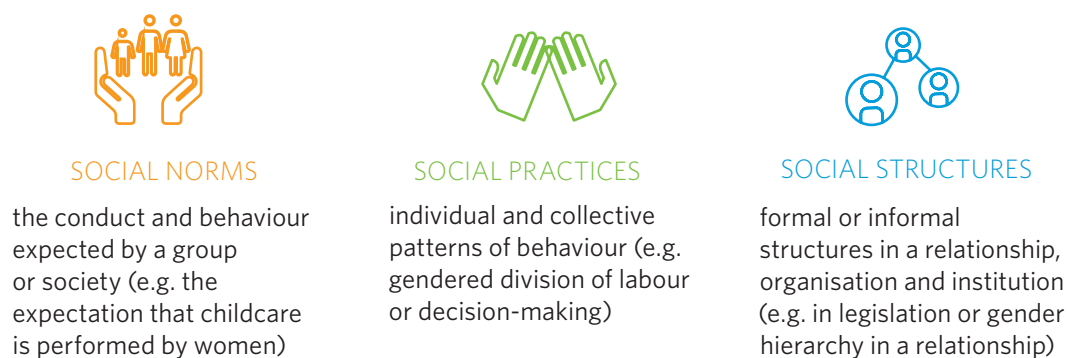 SOCIAL NORMS
the conduct and behaviour
expected by a group
or society (e.g. the
expectation that childcare
is performed by women)
SOCIAL PRACTICES
individual and collective
patterns of behaviour (e.g.
gendered division of labour
or decision-making)
SOCIAL STRUCTURES
formal or informal
structures in a relationship,
organisation and institution
(e.g. in legislation or gender
hierarchy in a relationship)